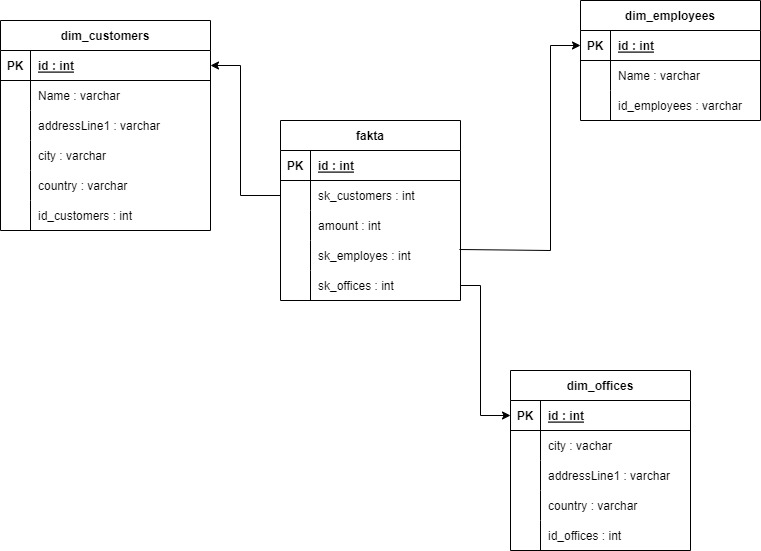 dim_customers
PK id : int
Name : varchar
addressLine1 : varchar
city : varchar
country : varchar
id_customers : int
fakta
PK id : int
sk_customers : int
amount : int
sk_employes : int
sk_offices : int
dim_employees
PK id : int
Name : varchar
id_employees : varchar
dim_offices
PK id : int
city : vachar
addressLine1 : varchar
country : varchar
id_offices : int